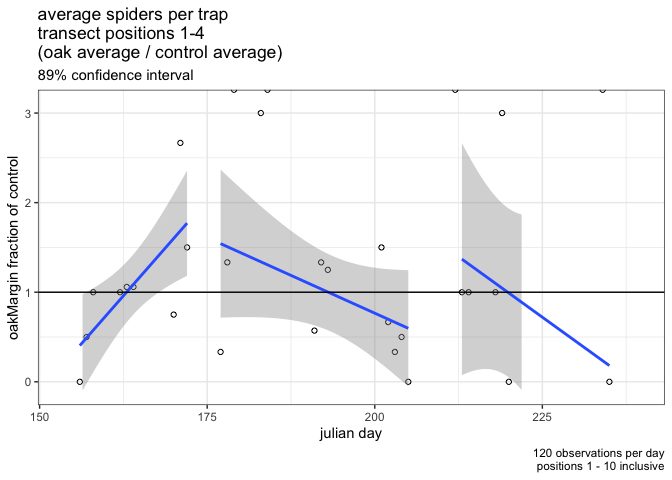 average spiders per trap
transect positions 1-4
(oak average / control average)
89% confidence interval
oakMargin fraction of control
3
2
1
0
150
175
200
225
julian day
120 observations per day
positions 1 - 10 inclusive